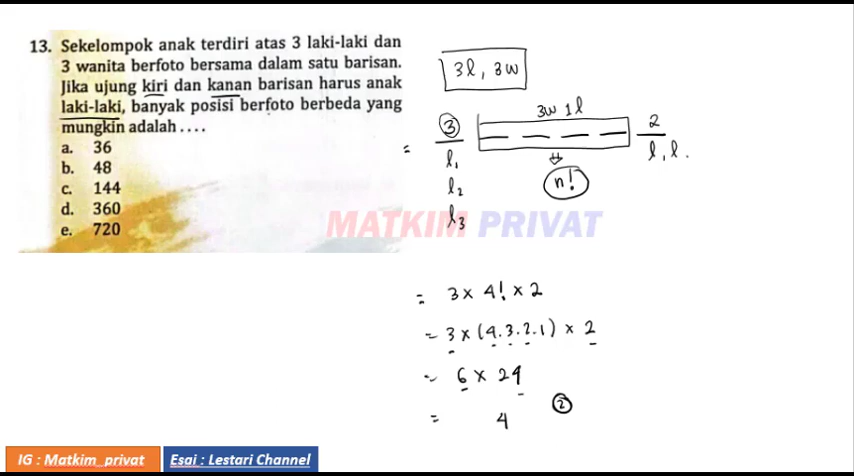 13. Sekelompok anak terdiri atas 3 laki-laki dan
3 wanita berfoto bersama dalam satu barisan.
Jika ujung kiri dan kanan barisan harus anak
laki-laki, banyak posisi berfoto berbeda yang
mungkin adalah ....
a. 36
b. 48
c. 144
d. 360
e. 720
3l, 3w
3w 1l
= 3 2
l1 l, l.
l2 n!
l3
MATKIM PRIVAT
= 3 x 4! x 2
= 3 x (4.3.2.1) x 2
= 6 x 24
= 4 2
IG : Matkim_privat Esai : Lestari Channel